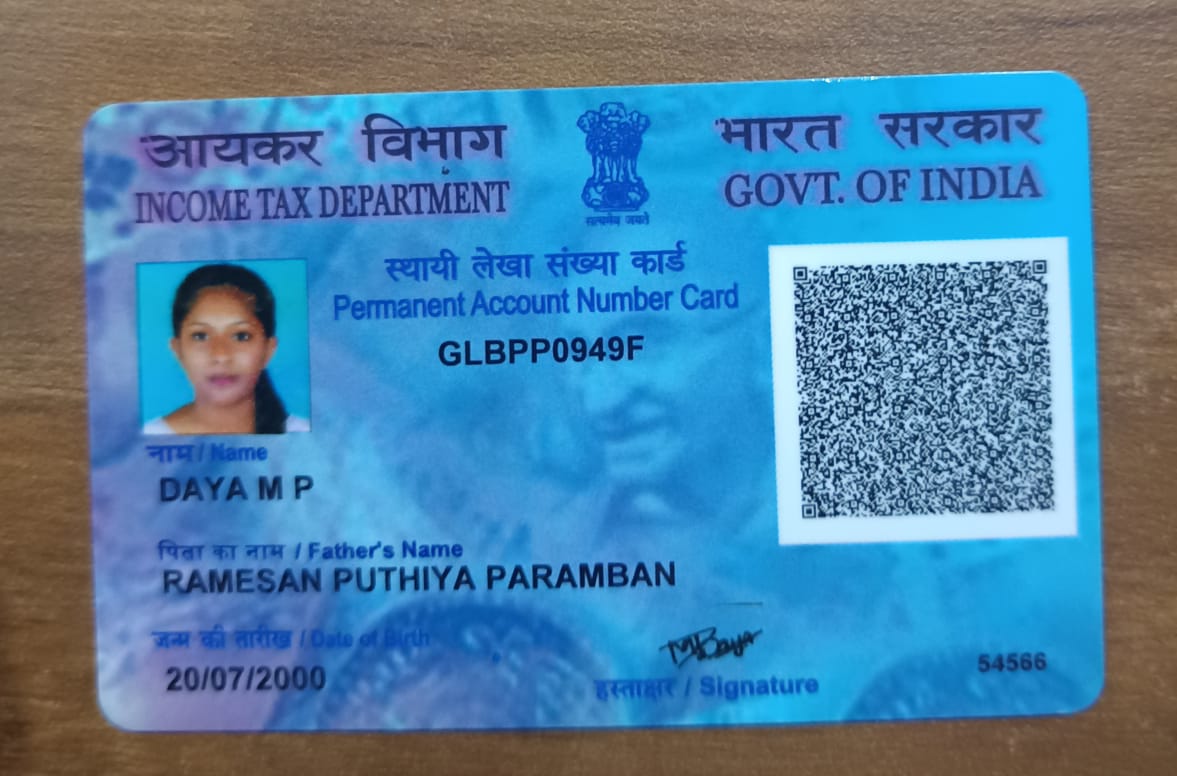 आयकर विभाग
INCOME TAX DEPARTMENT
सत्यमेव जयते
भारत सरकार
GOVT. OF INDIA
स्थायी लेखा संख्या कार्ड
Permanent Account Number Card
GLBPP0949F
नाम / Name
DAYA M P
पिता का नाम / Father's Name
RAMESAN PUTHIYA PARAMBAN
जन्म की तारीख / Date of Birth
20/07/2000
हस्ताक्षर / Signature
54566